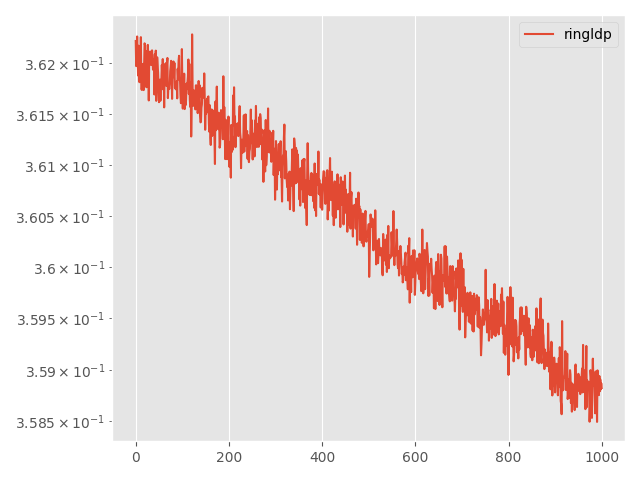 ringldp
3.62 × 10⁻¹
3.615 × 10⁻¹
3.61 × 10⁻¹
3.605 × 10⁻¹
3.6 × 10⁻¹
3.595 × 10⁻¹
3.59 × 10⁻¹
3.585 × 10⁻¹
0 200 400 600 800 1000